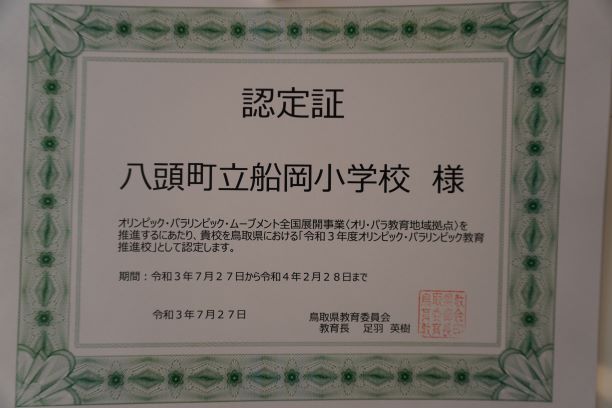 認定証
八頭町立船岡小学校 様
オリンピック・パラリンピック・ムーブメント全国展開事業〈オリ・パラ教育地域拠点〉を
推進するにあたり、貴校を鳥取県における「令和３年度オリンピック・パラリンピック教育
推進校」として認定します。
期間：令和３年７月２７日から令和４年２月２８日まで
令和３年７月２７日
鳥取県教育委員会
教育長 足羽 英樹